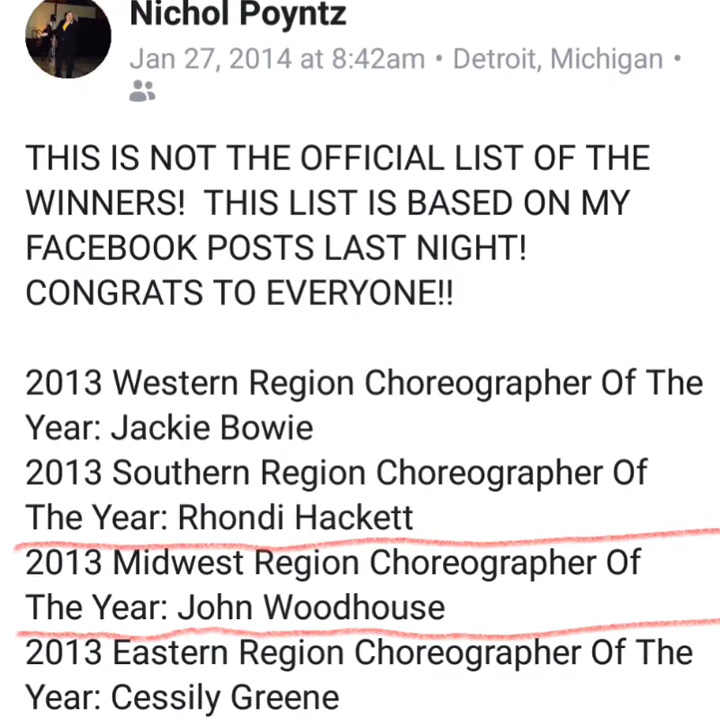 Nichol Poyntz
Jan 27, 2014 at 8:42am • Detroit, Michigan •
THIS IS NOT THE OFFICIAL LIST OF THE
WINNERS!  THIS LIST IS BASED ON MY
FACEBOOK POSTS LAST NIGHT!
CONGRATS TO EVERYONE!!
2013 Western Region Choreographer Of The
Year: Jackie Bowie
2013 Southern Region Choreographer Of
The Year: Rhondi Hackett
2013 Midwest Region Choreographer Of
The Year: John Woodhouse
2013 Eastern Region Choreographer Of The
Year: Cessily Greene